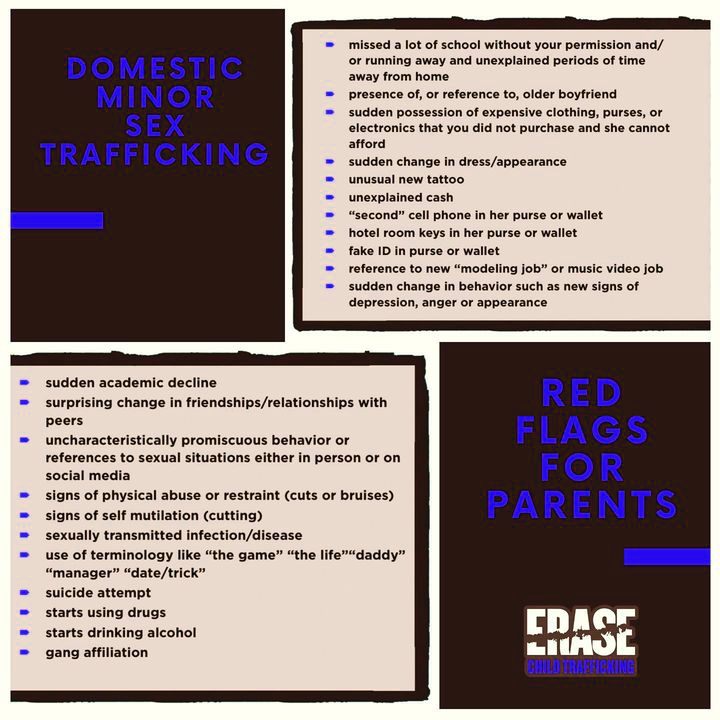 DOMESTIC
MINOR
SEX
TRAFFICKING
missed a lot of school without your permission and/
or running away and unexplained periods of time
away from home
presence of, or reference to, older boyfriend
sudden possession of expensive clothing, purses, or
electronics that you did not purchase and she cannot
afford
sudden change in dress/appearance
unusual new tattoo
unexplained cash
“second” cell phone in her purse or wallet
hotel room keys in her purse or wallet
fake ID in purse or wallet
reference to new “modeling job” or music video job
sudden change in behavior such as new signs of
depression, anger or appearance
sudden academic decline
surprising change in friendships/relationships with
peers
uncharacteristically promiscuous behavior or
references to sexual situations either in person or on
social media
signs of physical abuse or restraint (cuts or bruises)
signs of self mutilation (cutting)
sexually transmitted infection/disease
use of terminology like “the game” “the life”“daddy”
“manager” “date/trick”
suicide attempt
starts using drugs
starts drinking alcohol
gang affiliation
RED
FLAGS
FOR
PARENTS
ERASE
CHILD TRAFFICKING